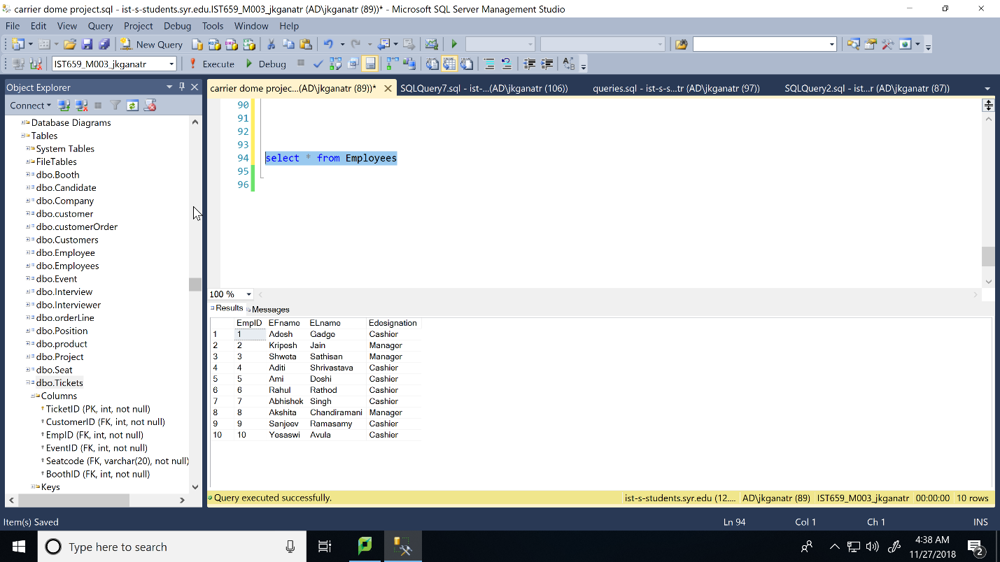 carrier dome project.sql - ist-s-students.syr.edu.IST659_M003_jkganatr (AD\jkganatr (89))* - Microsoft SQL Server Management Studio
File Edit View Query Project Debug Tools Window Help
New Query
IST659_M003_jkganatr Execute Debug
Object Explorer
Connect
Database Diagrams
Tables
System Tables
FileTables
dbo.Booth
dbo.Candidate
dbo.Company
dbo.customer
dbo.customerOrder
dbo.Customers
dbo.Employee
dbo.Employees
dbo.Event
dbo.Interview
dbo.Interviewer
dbo.orderLine
dbo.Position
dbo.product
dbo.Project
dbo.Seat
dbo.Tickets
Columns
TicketID (PK, int, not null)
CustomerID (FK, int, not null)
EmpID (FK, int, not null)
EventID (FK, int, not null)
Seatcode (FK, varchar(20), not null)
BoothID (FK, int, not null)
Keys
carrier dome projec...(AD\jkganatr (89))* SQLQuery7.sql - ist-...(AD\jkganatr (106)) queries.sql - ist-s-s...tr (AD\jkganatr (97)) SQLQuery2.sql - ist...r (AD\jkganatr (87))
90
91
92
93
94 select * from Employees
95
96
100 %
Results Messages
EmpID EFname ELname Edesignation
1 1 Adesh Gadge Cashier
2 2 Kripesh Jain Manager
3 3 Shweta Sathisan Manager
4 4 Aditi Shrivastava Cashier
5 5 Ami Doshi Cashier
6 6 Rahul Rathod Cashier
7 7 Abhishek Singh Cashier
8 8 Akshita Chandiramani Manager
9 9 Sanjeev Ramasamy Cashier
10 10 Yesaswi Avula Cashier
Query executed successfully. ist-s-students.syr.edu (12.... AD\jkganatr (89) IST659_M003_jkganatr 00:00:00 10 rows
Item(s) Saved Ln 94 Col 1 Ch 1 INS
Type here to search
4:38 AM
11/27/2018
2